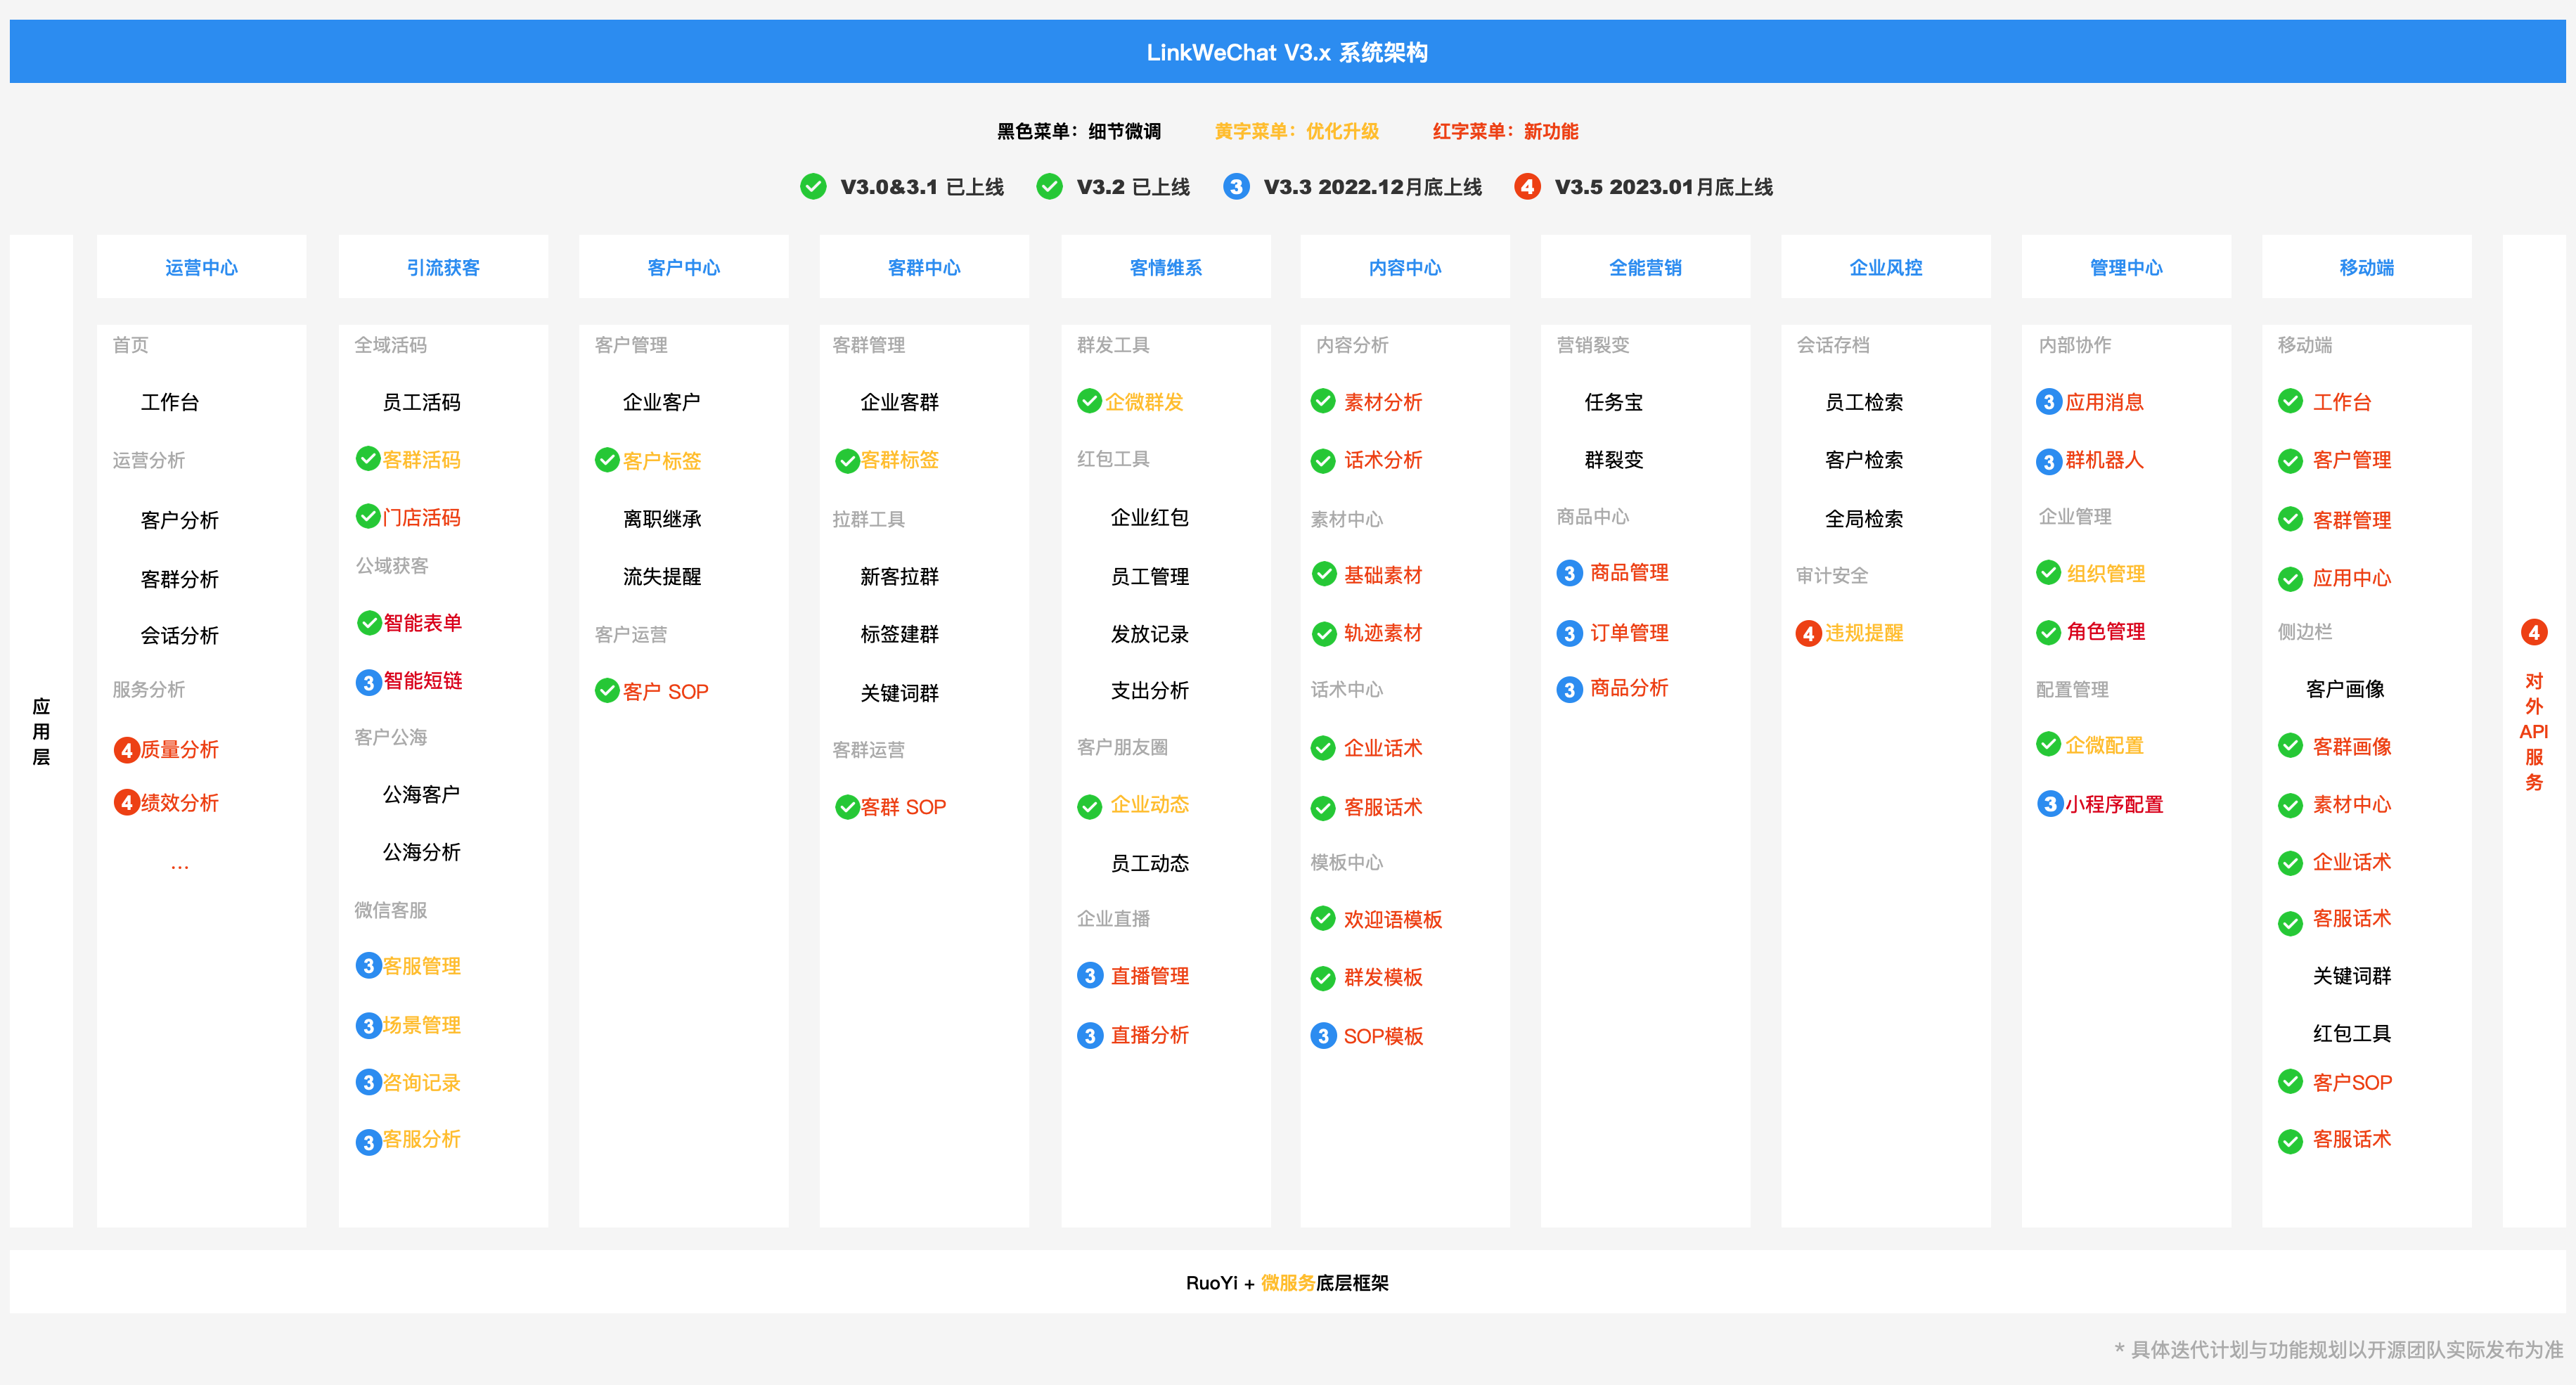 LinkWeChat V3.x 系统架构
黑色菜单：细节微调 黄字菜单：优化升级 红字菜单：新功能
V3.0&3.1 已上线 V3.2 已上线 3 V3.3 2022.12月底上线 4 V3.5 2023.01月底上线
应用层
运营中心
首页
工作台
运营分析
客户分析
客群分析
会话分析
服务分析
4 质量分析
4 绩效分析
...
引流获客
全域活码
员工活码
客群活码
门店活码
公域获客
智能表单
3 智能短链
客户公海
公海客户
公海分析
微信客服
3 客服管理
3 场景管理
3 咨询记录
3 客服分析
客户中心
客户管理
企业客户
客户标签
离职继承
流失提醒
客户运营
客户 SOP
客群中心
客群管理
企业客群
客群标签
拉群工具
新客拉群
标签建群
关键词群
客群运营
客群 SOP
客情维系
群发工具
企微群发
红包工具
企业红包
员工管理
发放记录
支出分析
客户朋友圈
企业动态
员工动态
企业直播
3 直播管理
3 直播分析
内容中心
内容分析
素材分析
话术分析
素材中心
基础素材
轨迹素材
话术中心
企业话术
客服话术
模板中心
欢迎语模板
群发模板
3 SOP模板
全能营销
营销裂变
任务宝
群裂变
商品中心
3 商品管理
3 订单管理
3 商品分析
企业风控
会话存档
员工检索
客户检索
全局检索
审计安全
4 违规提醒
管理中心
内部协作
3 应用消息
3 群机器人
企业管理
组织管理
角色管理
配置管理
企微配置
3 小程序配置
移动端
移动端
工作台
客户管理
客群管理
应用中心
侧边栏
客户画像
客群画像
素材中心
企业话术
客服话术
关键词群
红包工具
客户SOP
客服话术
4
对外API服务
RuoYi + 微服务底层框架
* 具体迭代计划与功能规划以开源团队实际发布为准